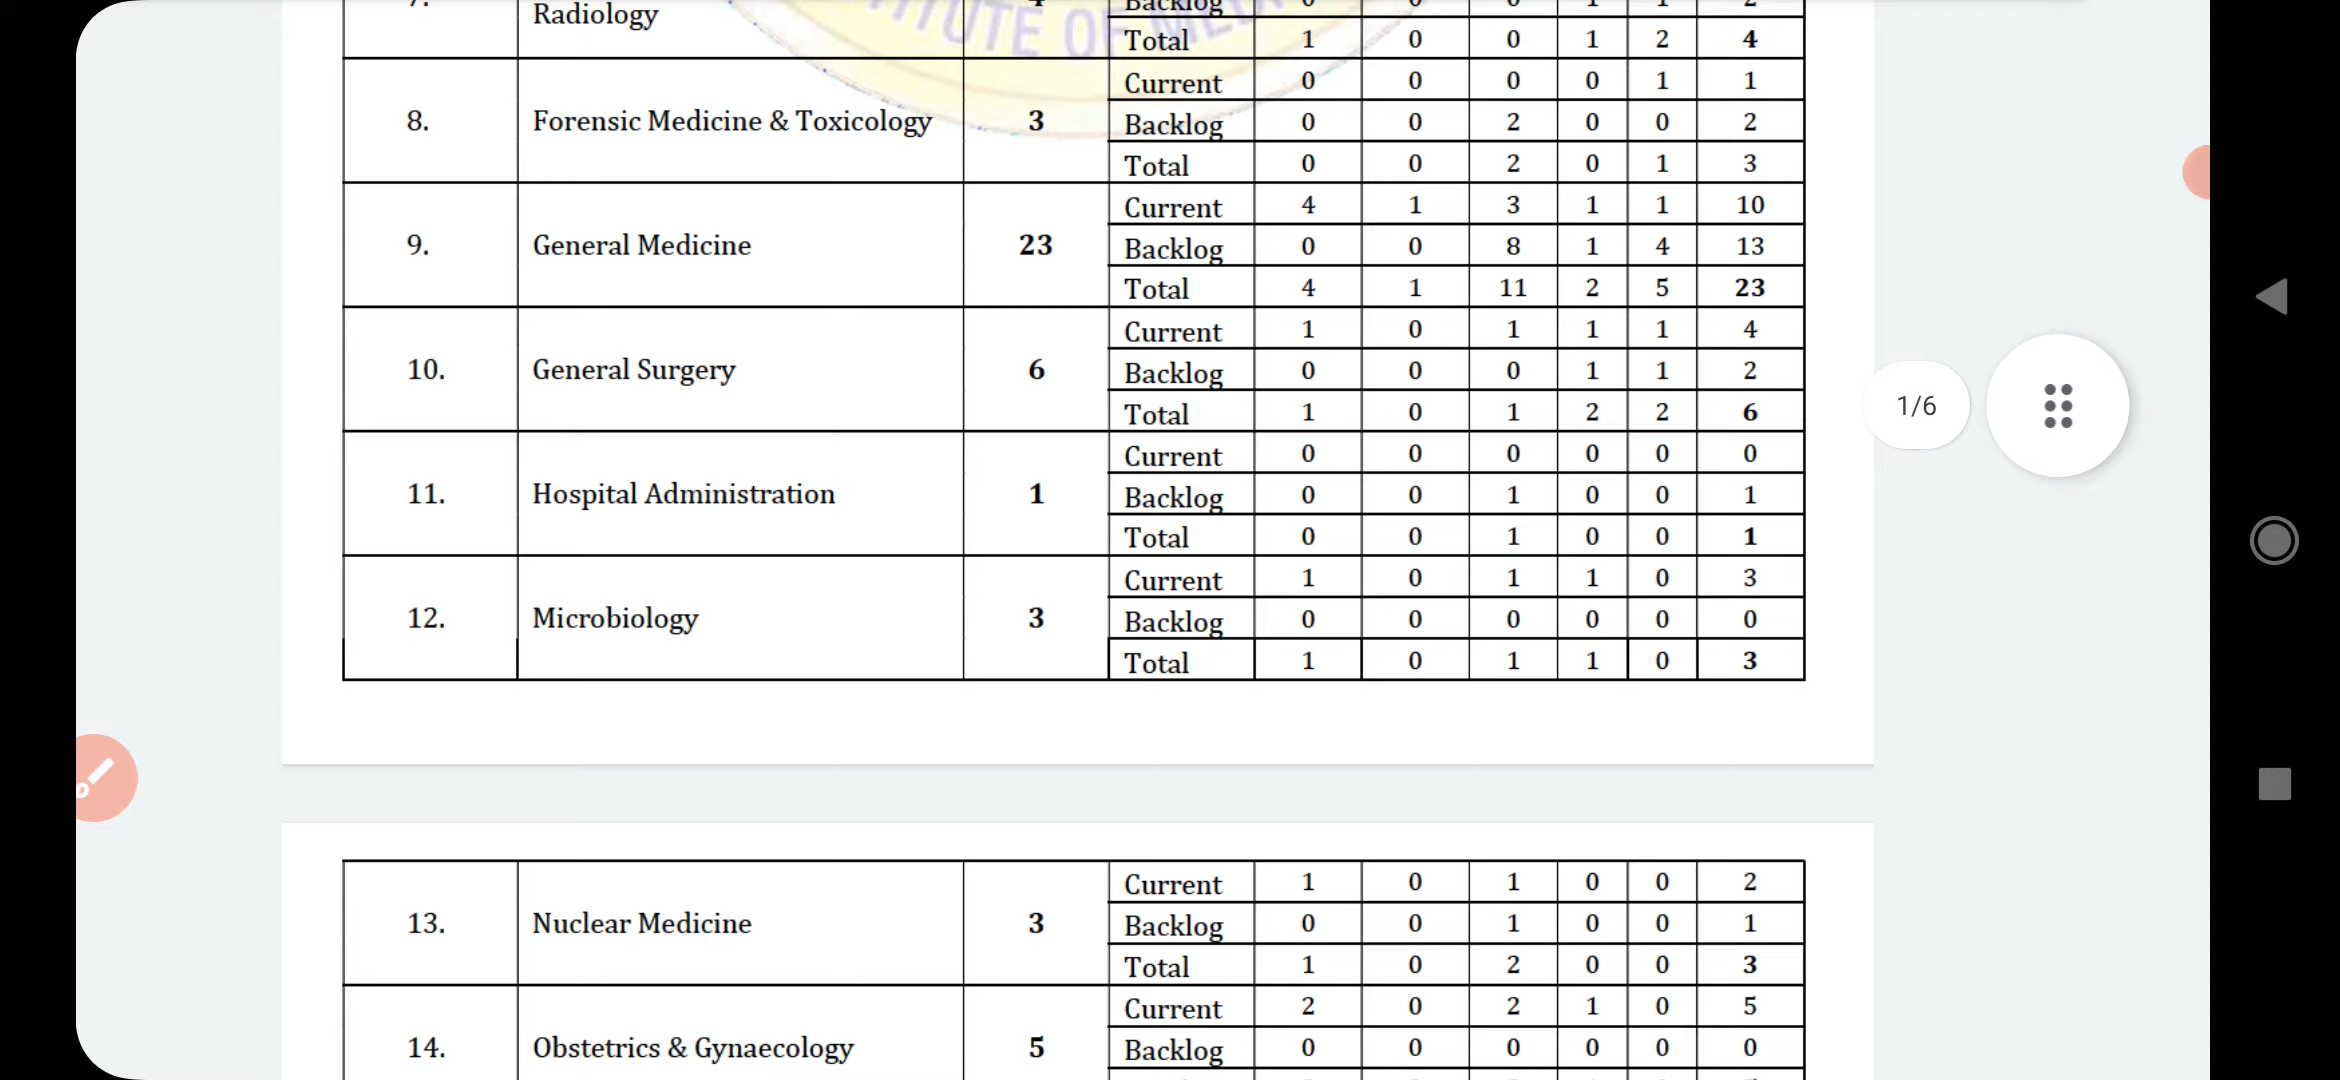 7. Radiology 4 Backlog 0 0 0 1 1 2
Total 1 0 0 1 2 4
TITUTE OF MEDI
Current 0 0 0 0 1 1
8. Forensic Medicine & Toxicology 3 Backlog 0 0 2 0 0 2
Total 0 0 2 0 1 3
Current 4 1 3 1 1 10
9. General Medicine 23 Backlog 0 0 8 1 4 13
Total 4 1 11 2 5 23
Current 1 0 1 1 1 4
10. General Surgery 6 Backlog 0 0 0 1 1 2
Total 1 0 1 2 2 6
1/6
Current 0 0 0 0 0 0
11. Hospital Administration 1 Backlog 0 0 1 0 0 1
Total 0 0 1 0 0 1
Current 1 0 1 1 0 3
12. Microbiology 3 Backlog 0 0 0 0 0 0
Total 1 0 1 1 0 3
Current 1 0 1 0 0 2
13. Nuclear Medicine 3 Backlog 0 0 1 0 0 1
Total 1 0 2 0 0 3
Current 2 0 2 1 0 5
14. Obstetrics & Gynaecology 5 Backlog 0 0 0 0 0 0